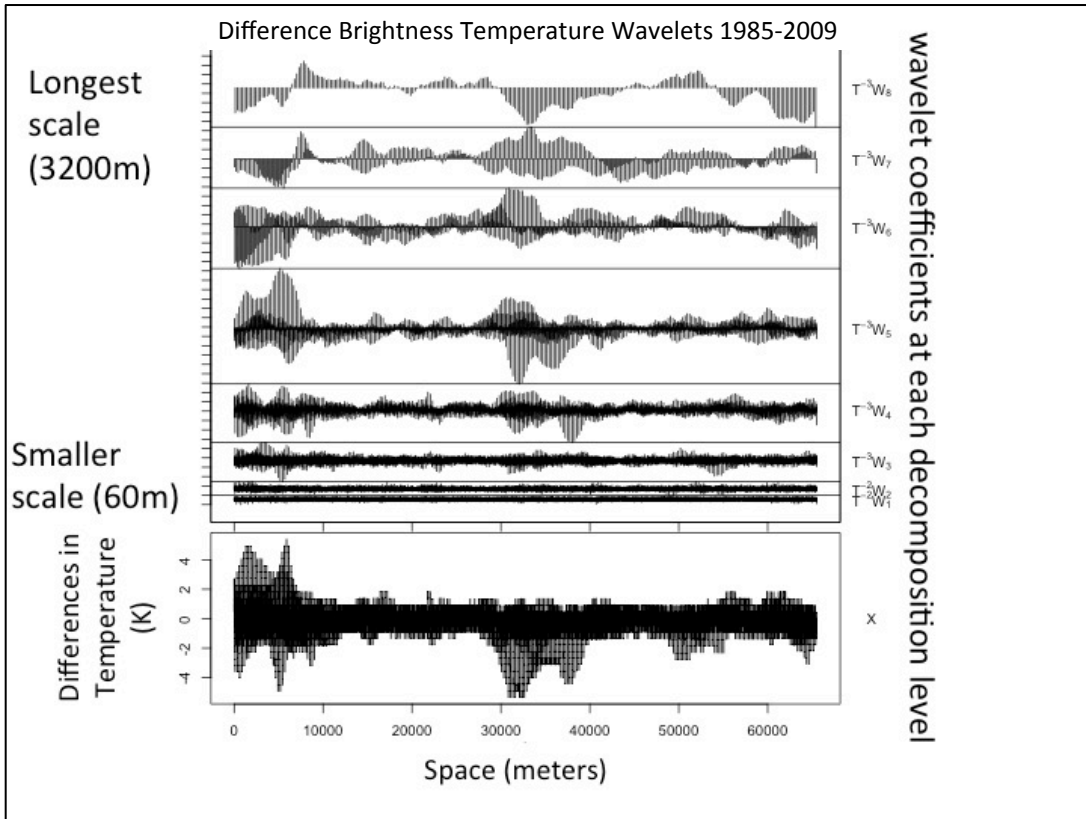 Difference Brightness Temperature Wavelets 1985-2009
Longest
scale
(3200m)
Smaller
scale (60m)
T⁻³W₈
T⁻³W₇
T⁻³W₆
T⁻³W₅
T⁻³W₄
T⁻³W₃
T⁻²W₂
T⁻²W₁
wavelet coefficients at each decomposition level
Differences in
Temperature
(K)
4
2
0
-2
-4
X
0 10000 20000 30000 40000 50000 60000
Space (meters)